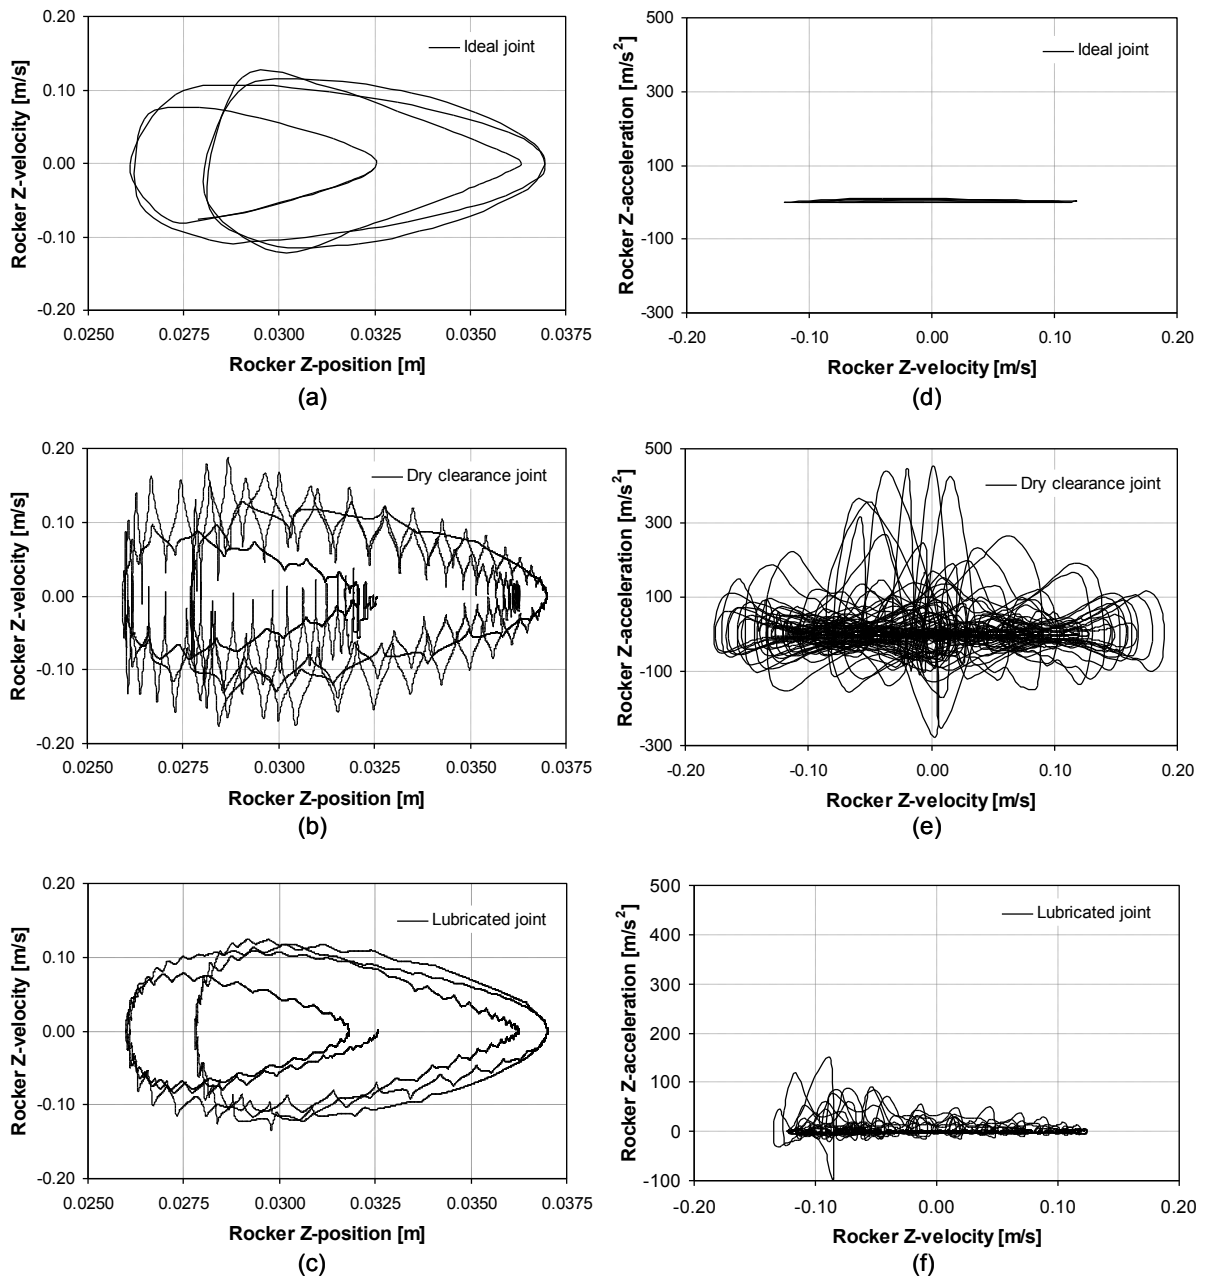 0.20
0.10
0.00
-0.10
-0.20
Rocker Z-velocity [m/s]
Ideal joint
0.0250 0.0275 0.0300 0.0325 0.0350 0.0375
Rocker Z-position [m]
(a)
500
300
100
-100
-300
Rocker Z-acceleration [m/s²]
Ideal joint
-0.20 -0.10 0.00 0.10 0.20
Rocker Z-velocity [m/s]
(d)
0.20
0.10
0.00
-0.10
-0.20
Rocker Z-velocity [m/s]
Dry clearance joint
0.0250 0.0275 0.0300 0.0325 0.0350 0.0375
Rocker Z-position [m]
(b)
500
300
100
-100
-300
Rocker Z-acceleration [m/s²]
Dry clearance joint
-0.20 -0.10 0.00 0.10 0.20
Rocker Z-velocity [m/s]
(e)
0.20
0.10
0.00
-0.10
-0.20
Rocker Z-velocity [m/s]
Lubricated joint
0.0250 0.0275 0.0300 0.0325 0.0350 0.0375
Rocker Z-position [m]
(c)
500
400
300
200
100
0
-100
Rocker Z-acceleration [m/s²]
Lubricated joint
-0.20 -0.10 0.00 0.10 0.20
Rocker Z-velocity [m/s]
(f)